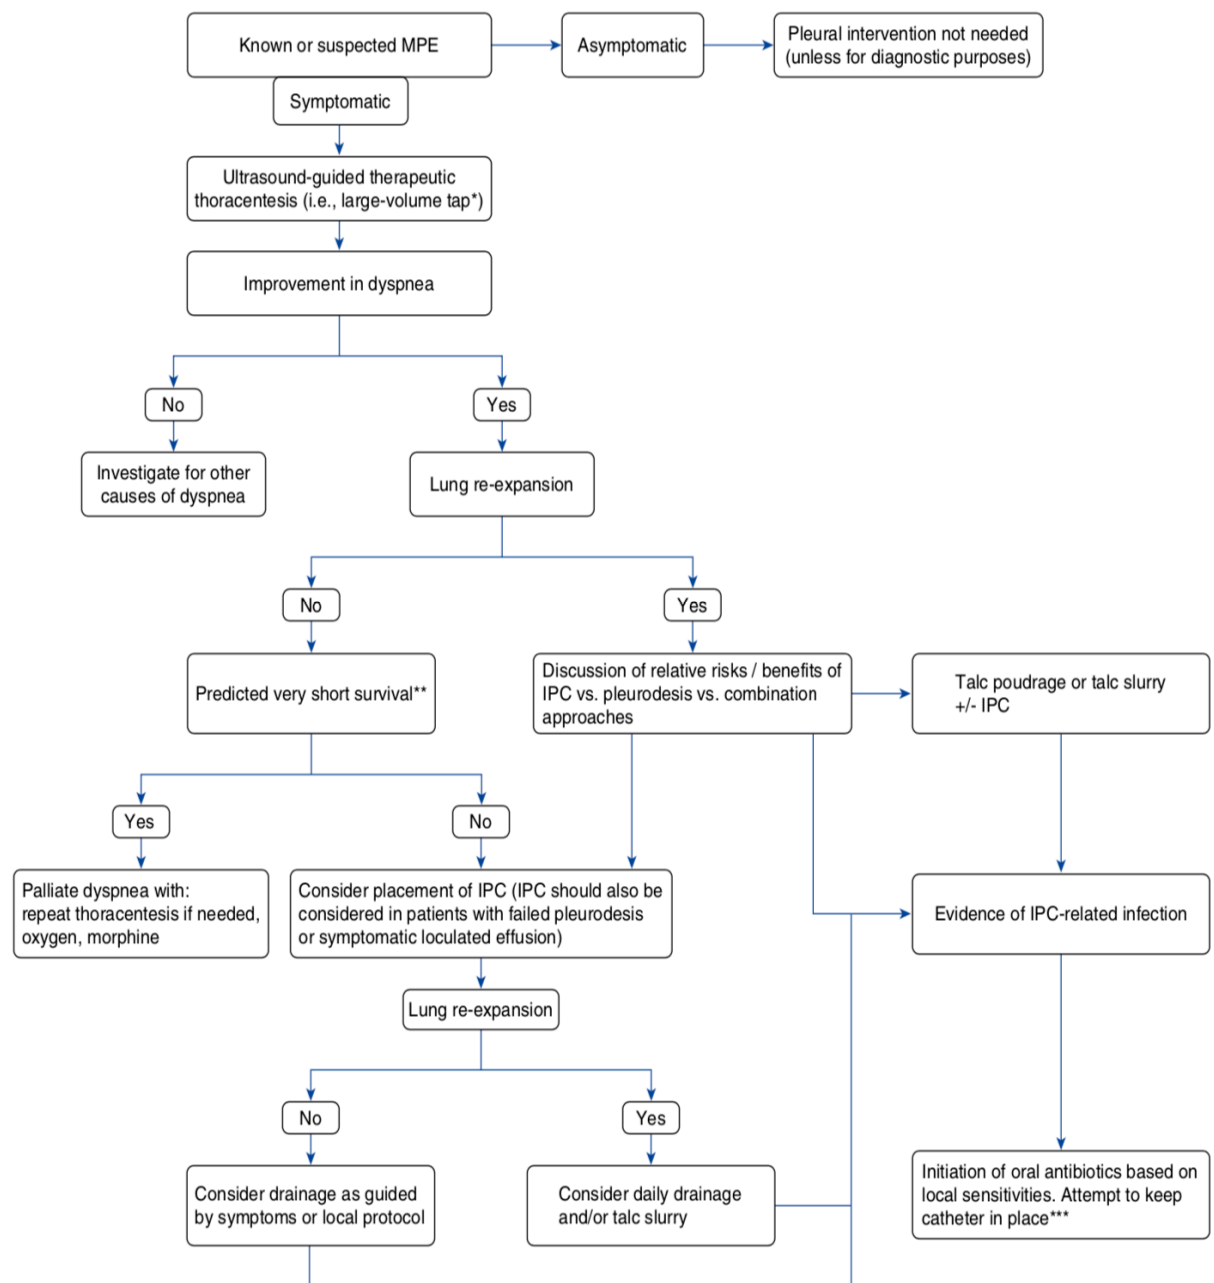 Known or suspected MPE
Asymptomatic
Pleural intervention not needed
(unless for diagnostic purposes)
Symptomatic
Ultrasound-guided therapeutic
thoracentesis (i.e., large-volume tap*)
Improvement in dyspnea
No
Yes
Investigate for other
causes of dyspnea
Lung re-expansion
No
Yes
Predicted very short survival**
Discussion of relative risks / benefits of
IPC vs. pleurodesis vs. combination
approaches
Talc poudrage or talc slurry
+/- IPC
Yes
No
Palliate dyspnea with:
repeat thoracentesis if needed,
oxygen, morphine
Consider placement of IPC (IPC should also be
considered in patients with failed pleurodesis
or symptomatic loculated effusion)
Evidence of IPC-related infection
Lung re-expansion
No
Yes
Consider drainage as guided
by symptoms or local protocol
Consider daily drainage
and/or talc slurry
Initiation of oral antibiotics based on
local sensitivities. Attempt to keep
catheter in place***